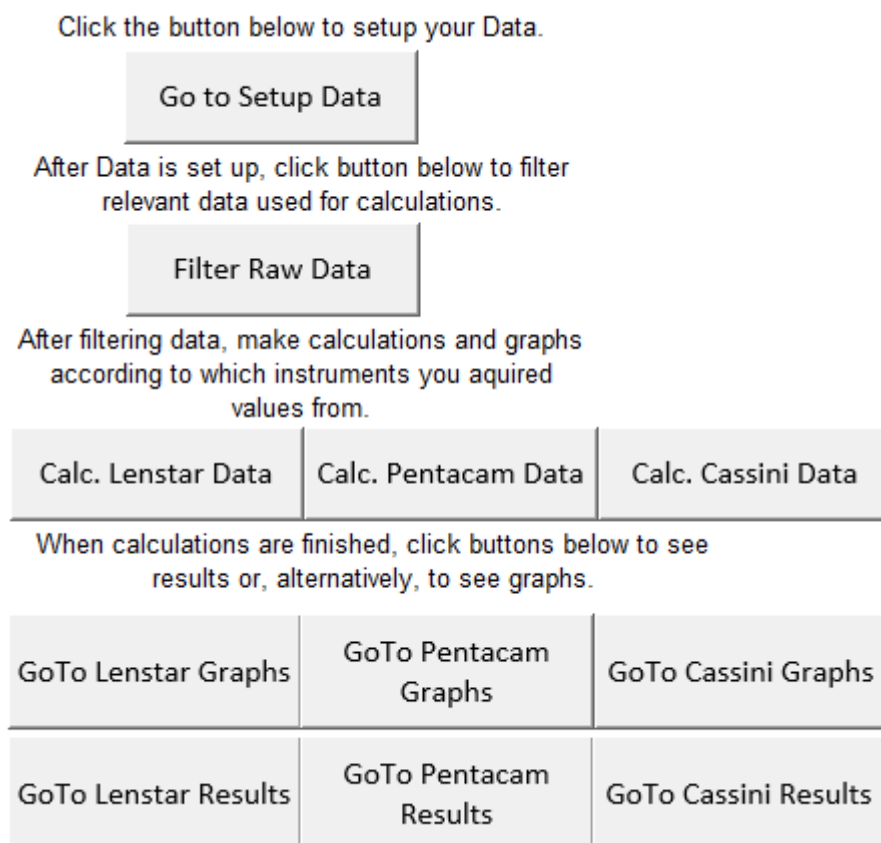 Click the button below to setup your Data.
Go to Setup Data
After Data is set up, click button below to filter
relevant data used for calculations.
Filter Raw Data
After filtering data, make calculations and graphs
according to which instruments you aquired
values from.
Calc. Lenstar Data
Calc. Pentacam Data
Calc. Cassini Data
When calculations are finished, click buttons below to see
results or, alternatively, to see graphs.
GoTo Lenstar Graphs
GoTo Pentacam
Graphs
GoTo Cassini Graphs
GoTo Lenstar Results
GoTo Pentacam
Results
GoTo Cassini Results